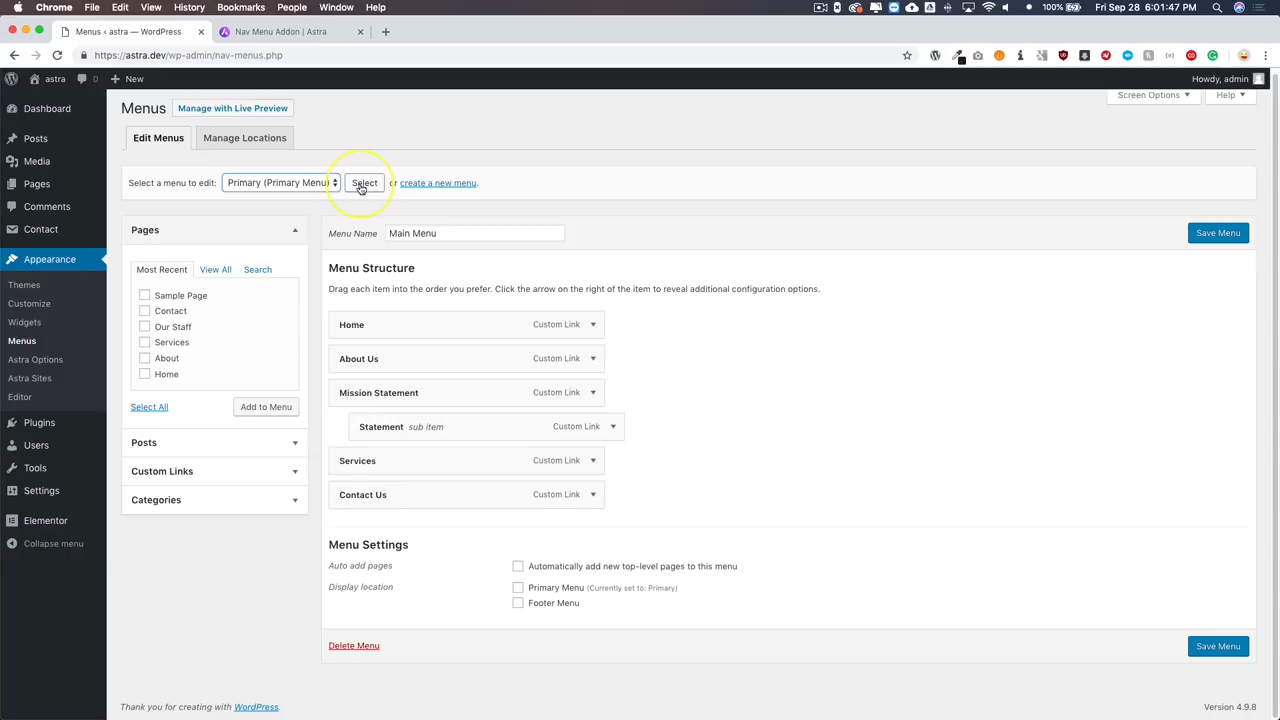 Chrome File Edit View History Bookmarks People Window Help
100% Fri Sep 28 6:01:47 PM
Menus ‹ astra — WordPress
Nav Menu Addon | Astra
https://astra.dev/wp-admin/nav-menus.php
astra
New
Howdy, admin
Menus
Manage with Live Preview
Screen Options
Help
Edit Menus
Manage Locations
Select a menu to edit: Primary (Primary Menu) Select or create a new menu.
Dashboard
Posts
Media
Pages
Comments
Contact
Appearance
Themes
Customize
Widgets
Menus
Astra Options
Astra Sites
Editor
Plugins
Users
Tools
Settings
Elementor
Collapse menu
Pages
Most Recent View All Search
Sample Page
Contact
Our Staff
Services
About
Home
Select All
Add to Menu
Posts
Custom Links
Categories
Menu Name Main Menu
Save Menu
Menu Structure
Drag each item into the order you prefer. Click the arrow on the right of the item to reveal additional configuration options.
Home Custom Link
About Us Custom Link
Mission Statement Custom Link
Statement sub item Custom Link
Services Custom Link
Contact Us Custom Link
Menu Settings
Auto add pages Automatically add new top-level pages to this menu
Display location Primary Menu (Currently set to: Primary)
Footer Menu
Delete Menu
Save Menu
Thank you for creating with WordPress.
Version 4.9.8